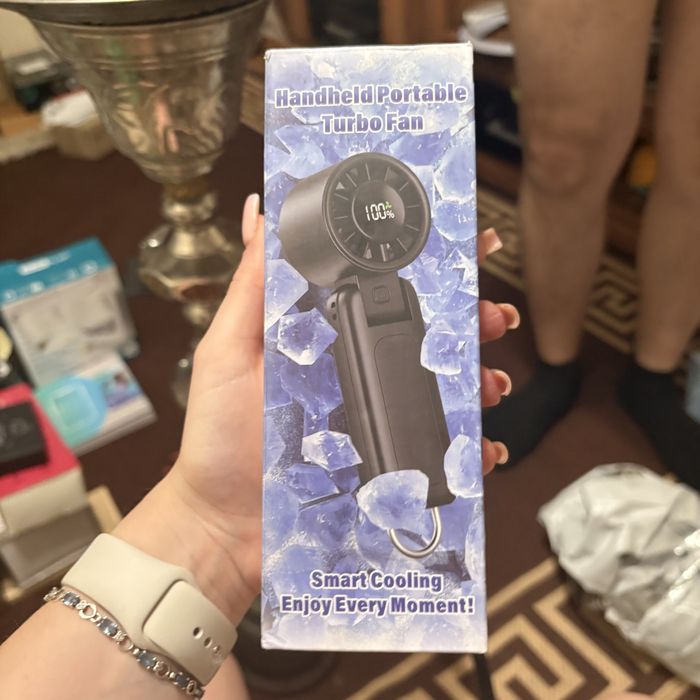 Handheld Portable
Turbo Fan
100%
Smart Cooling
Enjoy Every Moment!